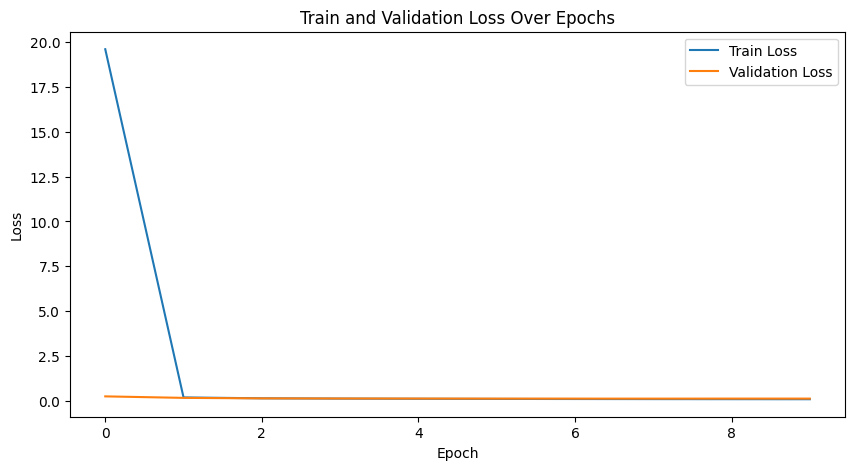 Train and Validation Loss Over Epochs
Train Loss
Validation Loss
20.0
17.5
15.0
12.5
10.0
7.5
5.0
2.5
0.0
Loss
0 2 4 6 8
Epoch